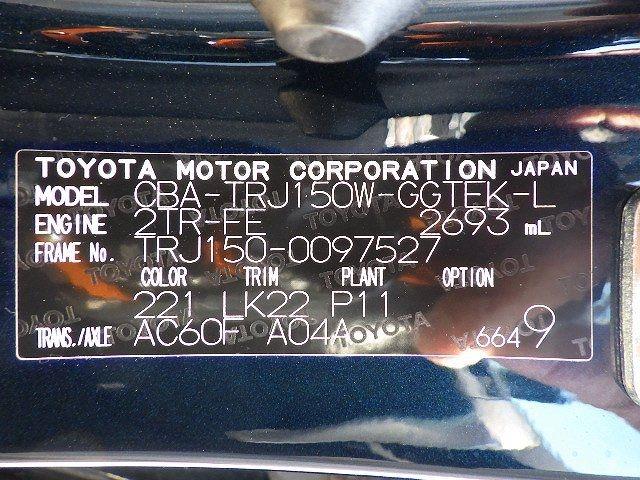 TOYOTA MOTOR CORPORATION JAPAN
MODEL CBA-TRJ150W-GGTEK-L
ENGINE 2TR-FE 2693 mL
FRAME No. TRJ150-0097527
COLOR TRIM PLANT OPTION
221 LK22 P11
TRANS./AXLE AC60F A04A 6649